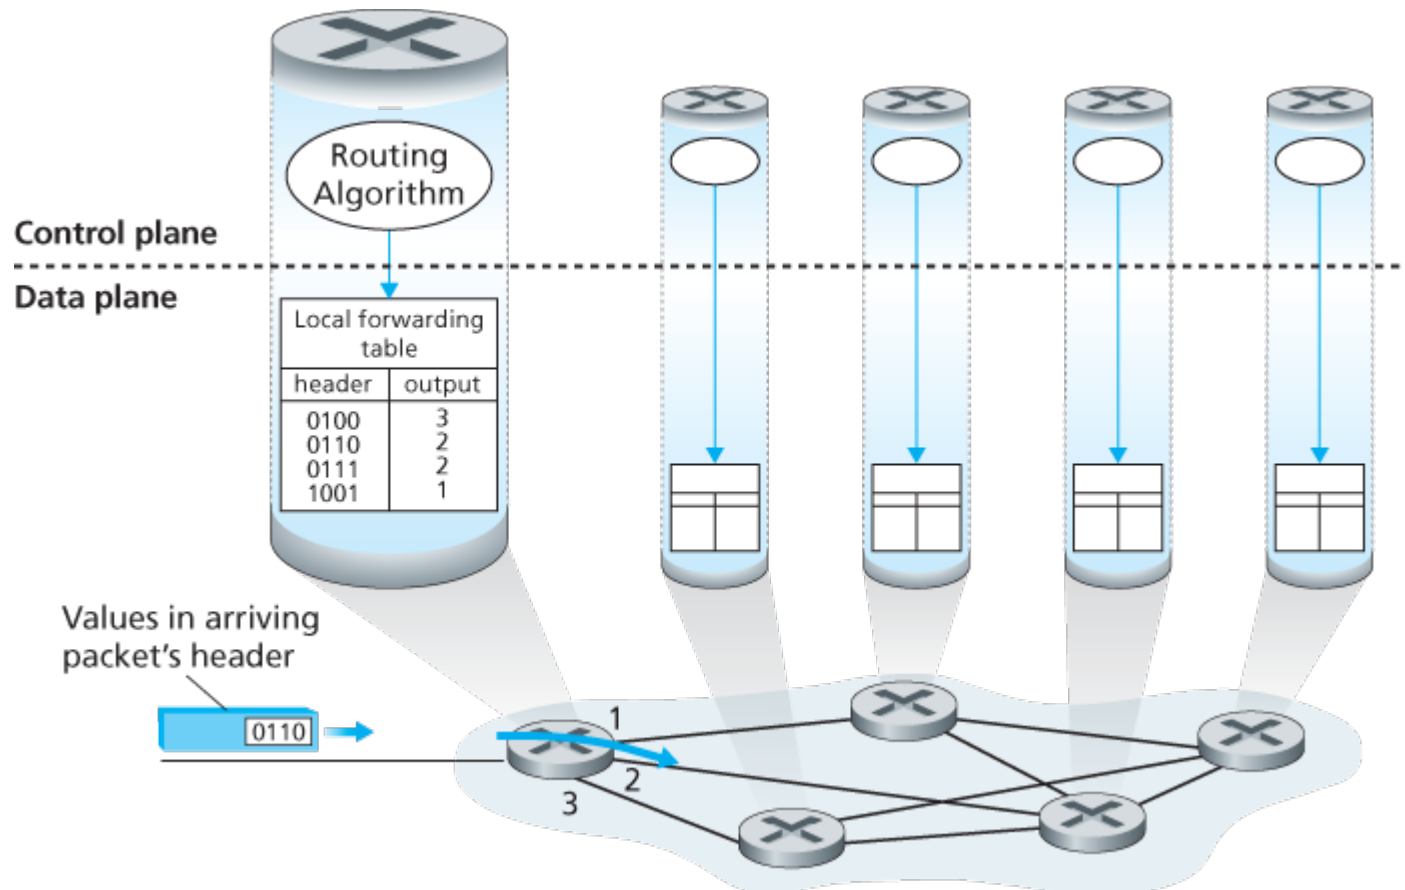 Routing
Algorithm
Control plane
Data plane
Local forwarding
table
header output
0100 3
0110 2
0111 2
1001 1
Values in arriving
packet's header
0110
1
2
3